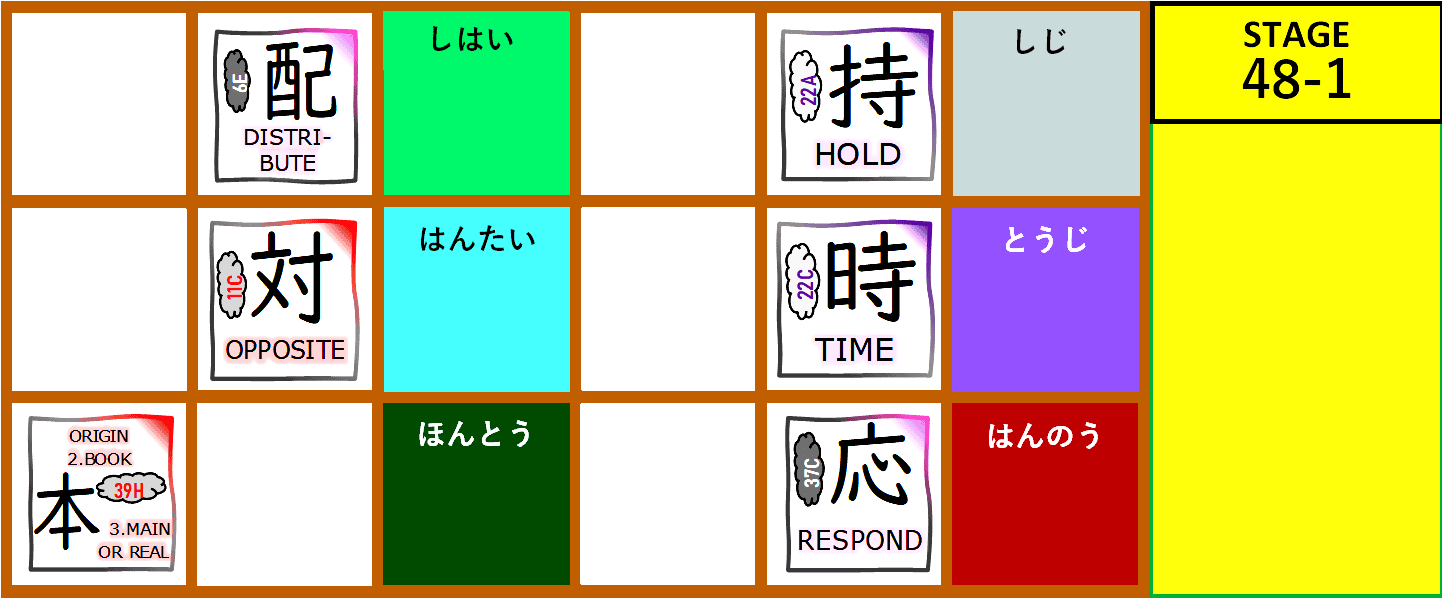 6E
配
DISTRI-
BUTE
しはい
22A
持
HOLD
しじ
STAGE
48-1
11C
対
OPPOSITE
はんたい
22C
時
TIME
とうじ
ORIGIN
2.BOOK
本
39H
3.MAIN
OR REAL
ほんとう
37C
応
RESPOND
はんのう